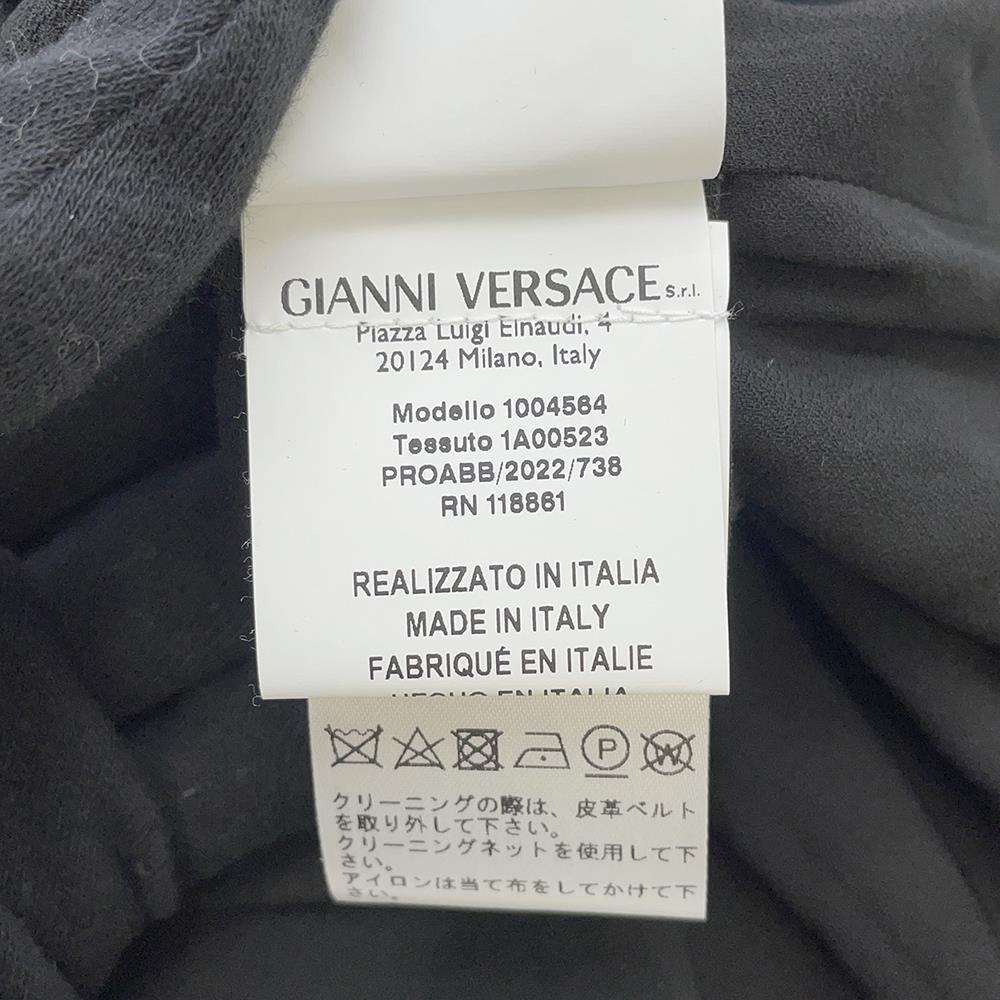 GIANNI VERSACE s.r.l.
Piazza Luigi Einaudi, 4
20124 Milano, Italy
Modello 1004564
Tessuto 1A00523
PROABB/2022/738
RN 118861
REALIZZATO IN ITALIA
MADE IN ITALY
FABRIQUÉ EN ITALIE
HECHO EN ITALIA
P
W
クリーニングの際は、皮革ベルト
を取り外して下さい。
クリーニングネットを使用して下
さい。
アイロンは当て布をしてかけて下
さい。